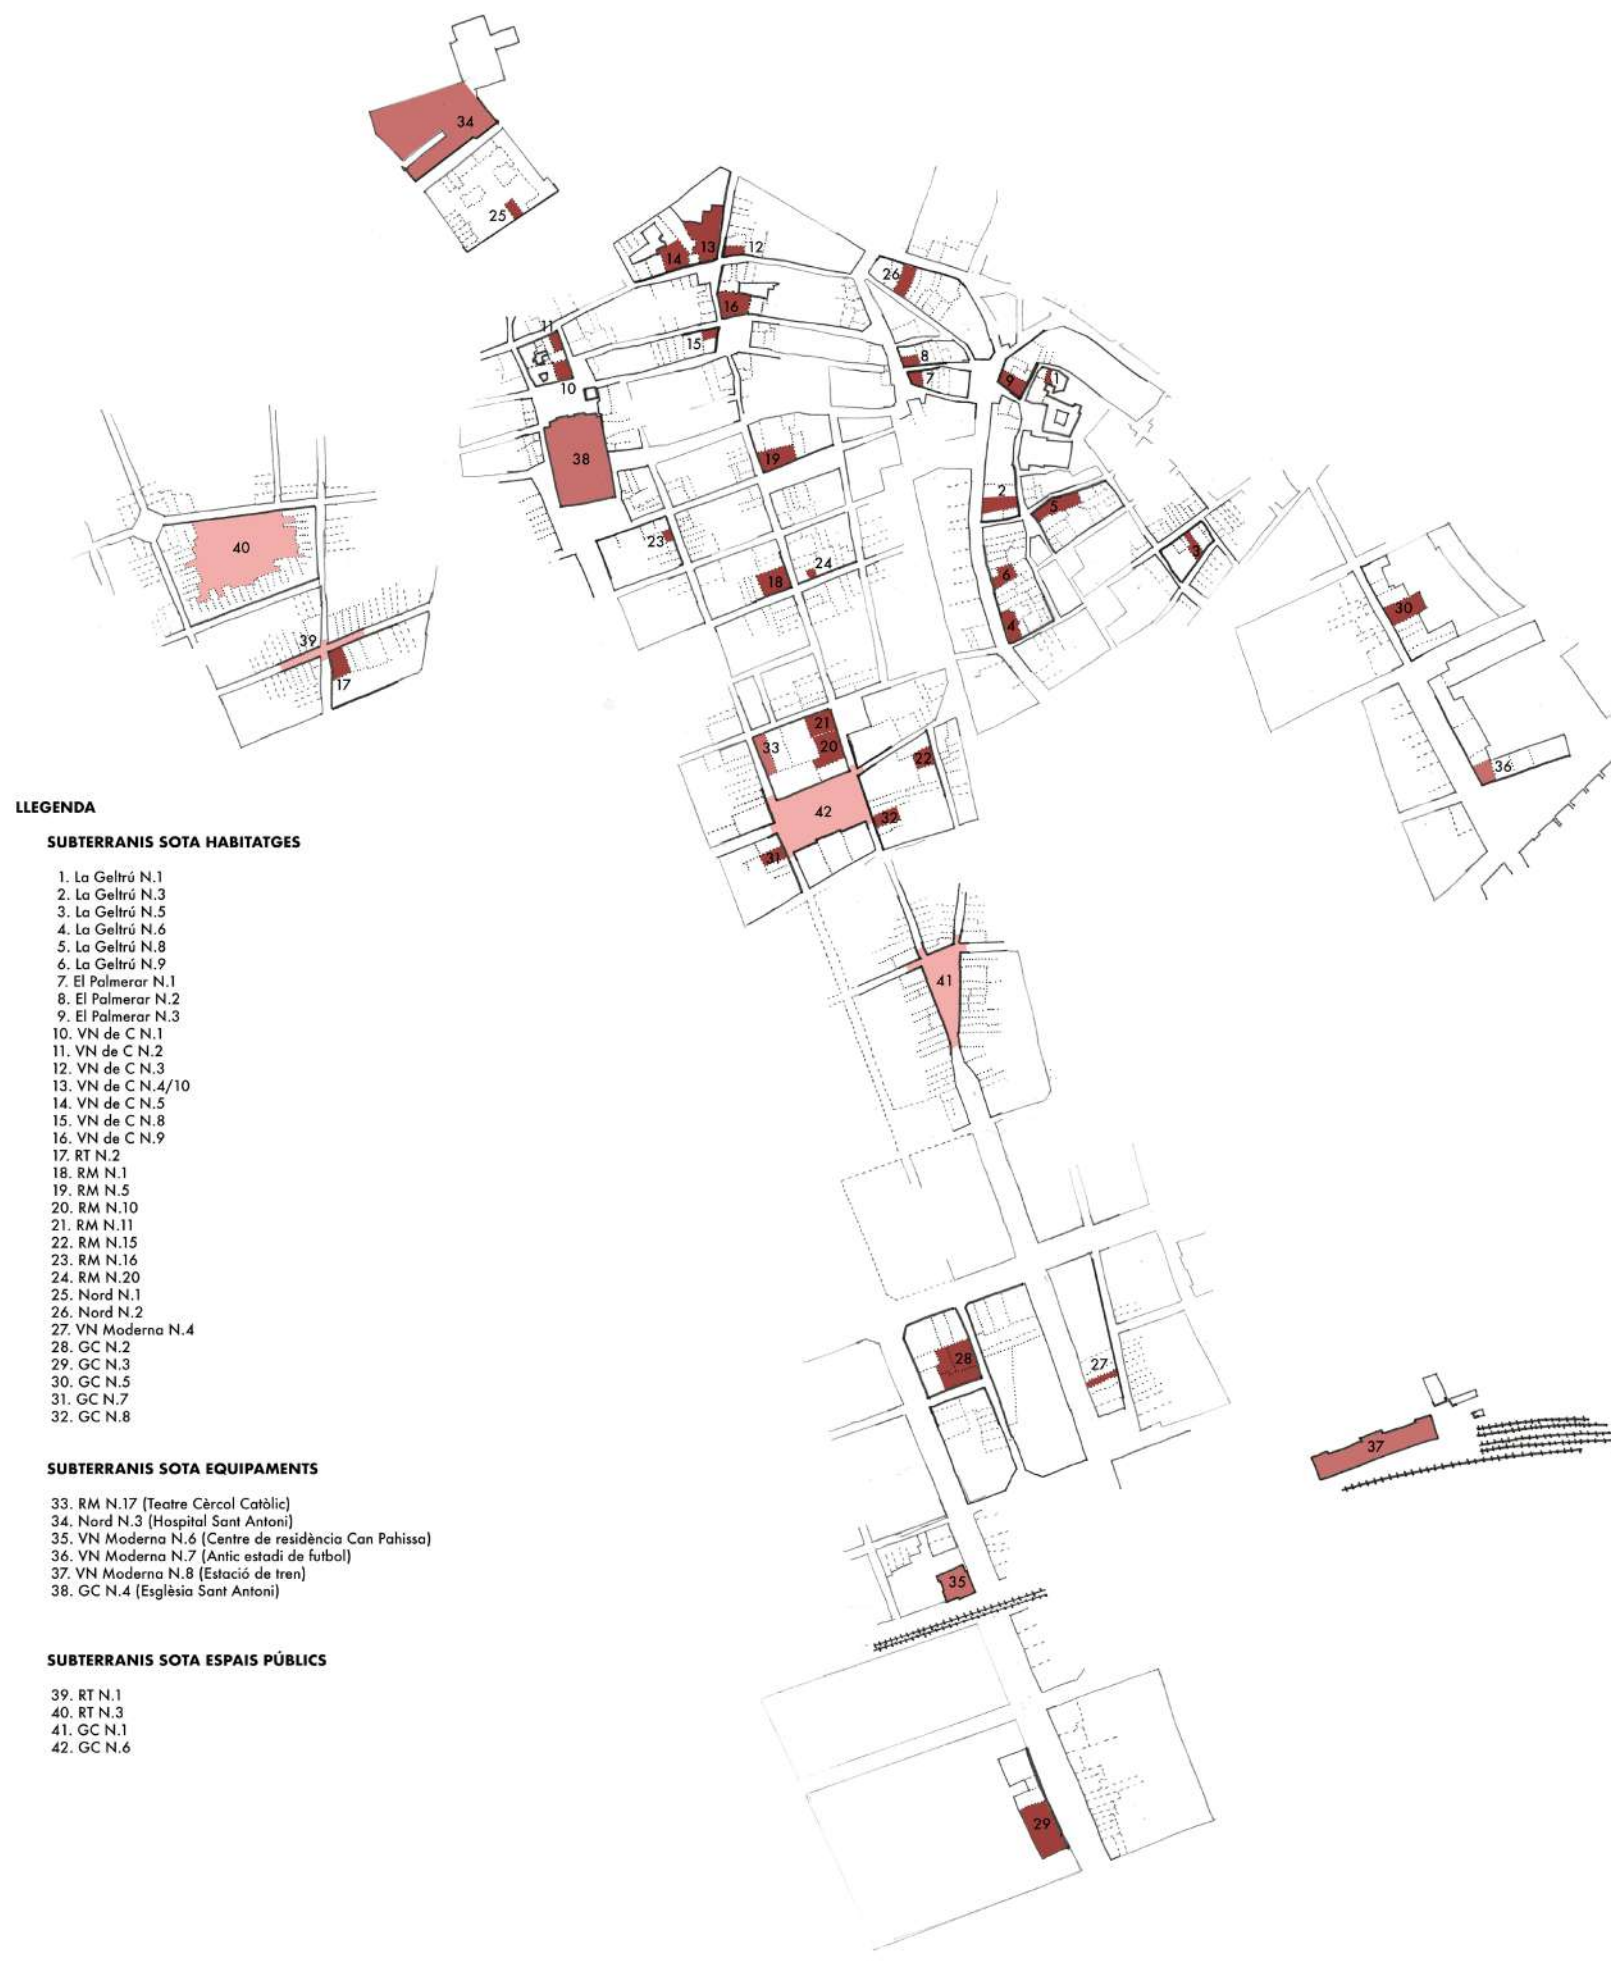 34
25
13
12
14
26
16
11
15
8
7
9
1
10
38
19
2
5
40
23
18
24
3
6
30
4
39
17
21
33
20
22
36
42
32
31
41
28
27
37
35
29
LLEGENDA
SUBTERRANIS SOTA HABITATGES
1. La Geltrú N.1
2. La Geltrú N.3
3. La Geltrú N.5
4. La Geltrú N.6
5. La Geltrú N.8
6. La Geltrú N.9
7. El Palmerar N.1
8. El Palmerar N.2
9. El Palmerar N.3
10. VN de C N.1
11. VN de C N.2
12. VN de C N.3
13. VN de C N.4/10
14. VN de C N.5
15. VN de C N.8
16. VN de C N.9
17. RT N.2
18. RM N.1
19. RM N.5
20. RM N.10
21. RM N.11
22. RM N.15
23. RM N.16
24. RM N.20
25. Nord N.1
26. Nord N.2
27. VN Moderna N.4
28. GC N.2
29. GC N.3
30. GC N.5
31. GC N.7
32. GC N.8
SUBTERRANIS SOTA EQUIPAMENTS
33. RM N.17 (Teatre Cèrcol Catòlic)
34. Nord N.3 (Hospital Sant Antoni)
35. VN Moderna N.6 (Centre de residència Can Pahissa)
36. VN Moderna N.7 (Antic estadi de futbol)
37. VN Moderna N.8 (Estació de tren)
38. GC N.4 (Esglèsia Sant Antoni)
SUBTERRANIS SOTA ESPAIS PÚBLICS
39. RT N.1
40. RT N.3
41. GC N.1
42. GC N.6